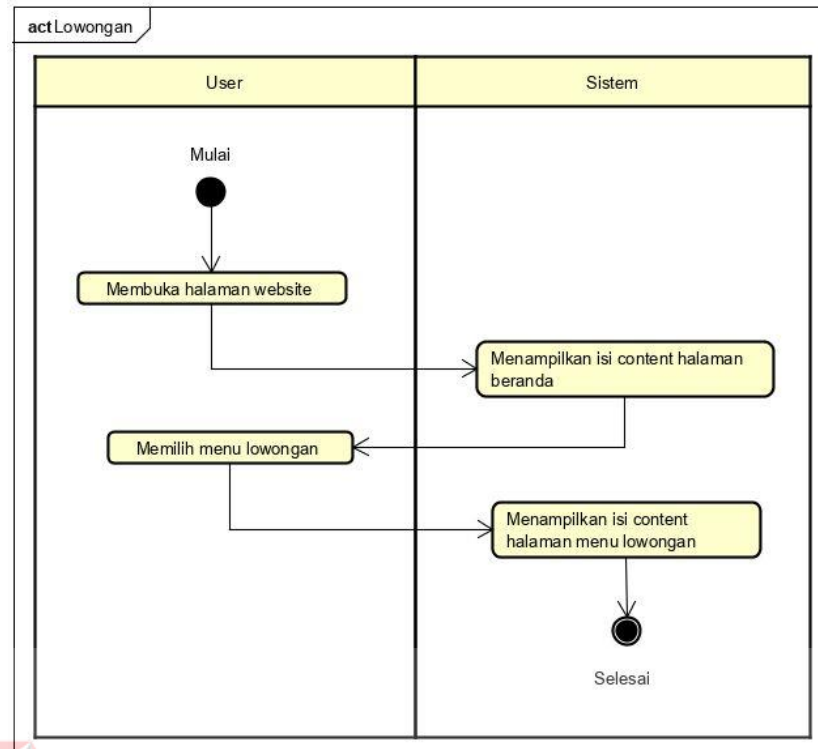 act Lowongan
User
Sistem
Mulai
Membuka halaman website
Menampilkan isi content halaman
beranda
Memilih menu lowongan
Menampilkan isi content
halaman menu lowongan
Selesai